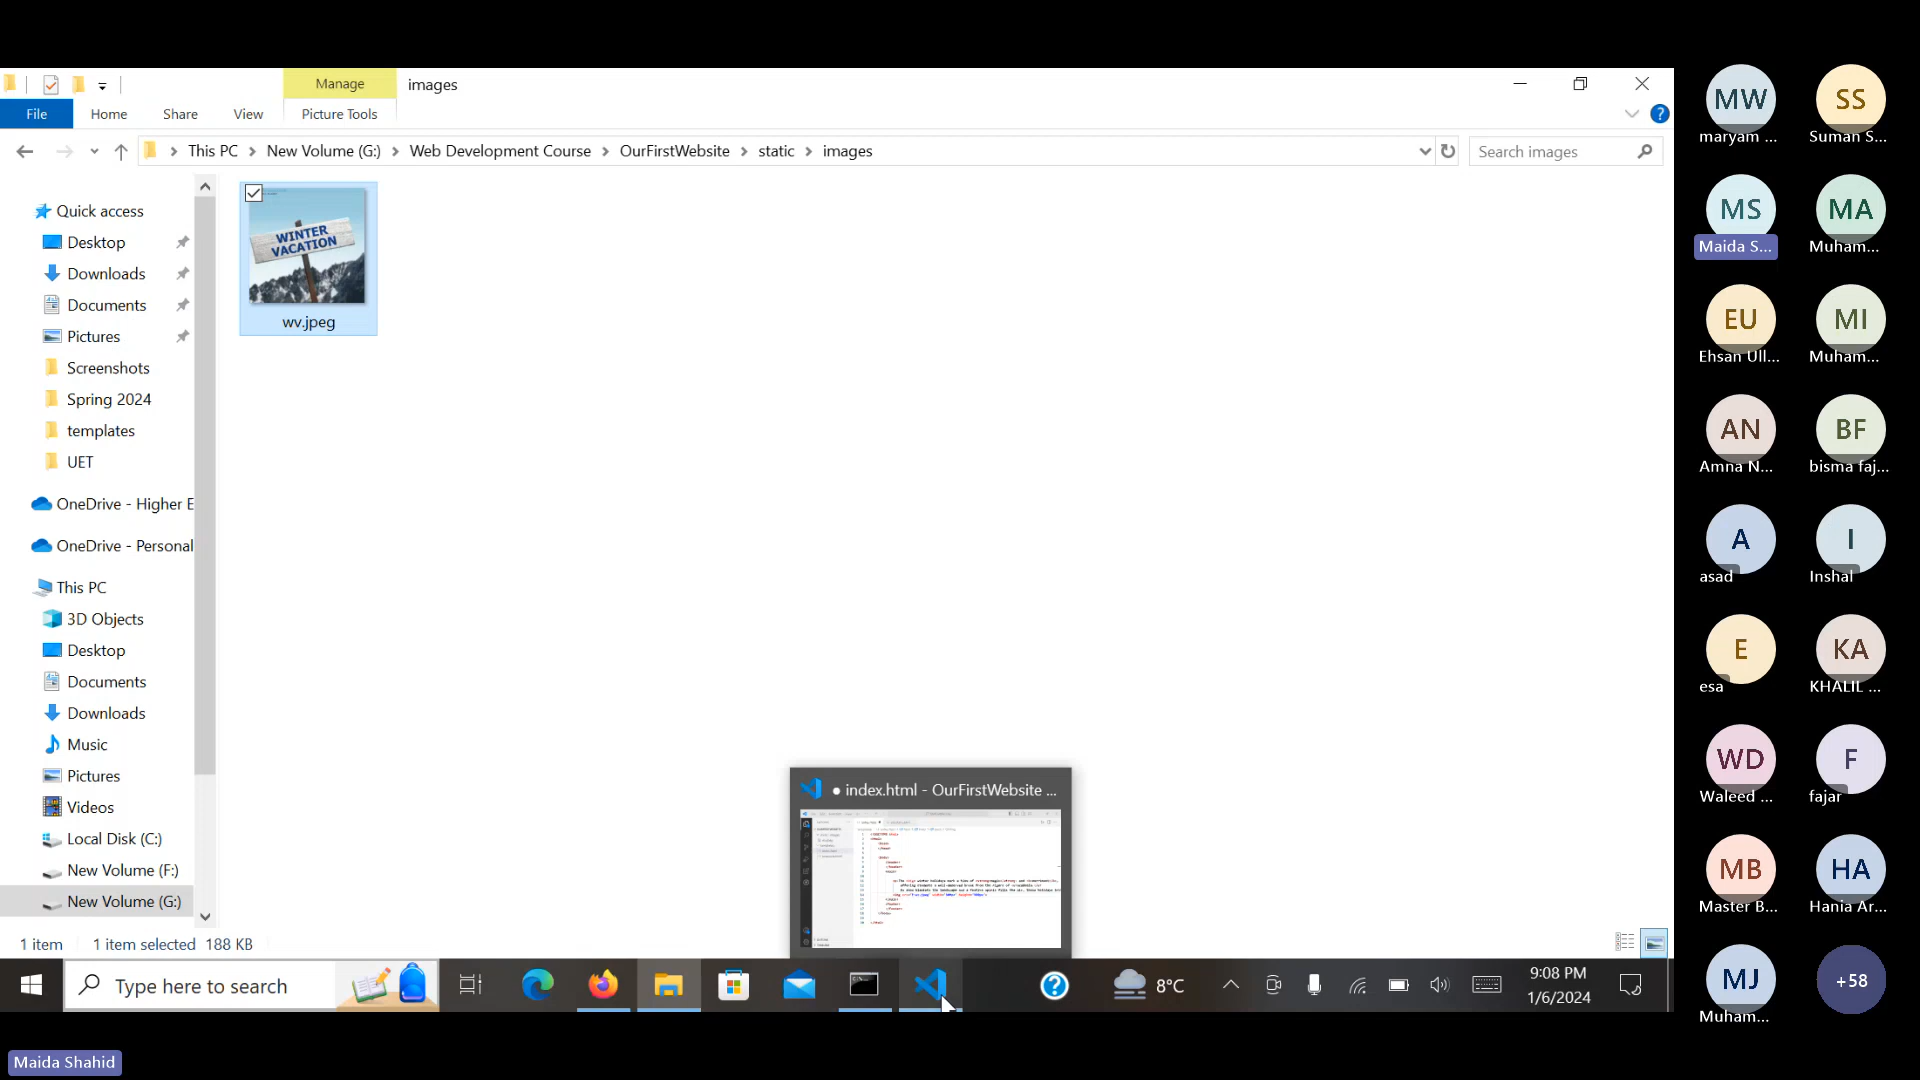 Manage
images
File
Home
Share
View
Picture Tools
?
This PC
New Volume (G:)
Web Development Course
OurFirstWebsite
static
images
Search images
Quick access
Desktop
Downloads
Documents
Pictures
Screenshots
Spring 2024
templates
UET
OneDrive - Higher E
OneDrive - Personal
This PC
3D Objects
Desktop
Documents
Downloads
Music
Pictures
Videos
Local Disk (C:)
New Volume (F:)
New Volume (G:)
WINTER
VACATION
wv.jpeg
● index.html - OurFirstWebsite ...
1 item
1 item selected 188 KB
Type here to search
?
8°C
9:08 PM
1/6/2024
MW
maryam ...
SS
Suman S...
MS
Maida S...
MA
Muham...
EU
Ehsan Ull...
MI
Muham...
AN
Amna N...
BF
bisma faj...
A
asad
I
Inshal
E
esa
KA
KHALIL ...
WD
Waleed ...
F
fajar
MB
Master B...
HA
Hania Ar...
MJ
Muham...
+58
Maida Shahid